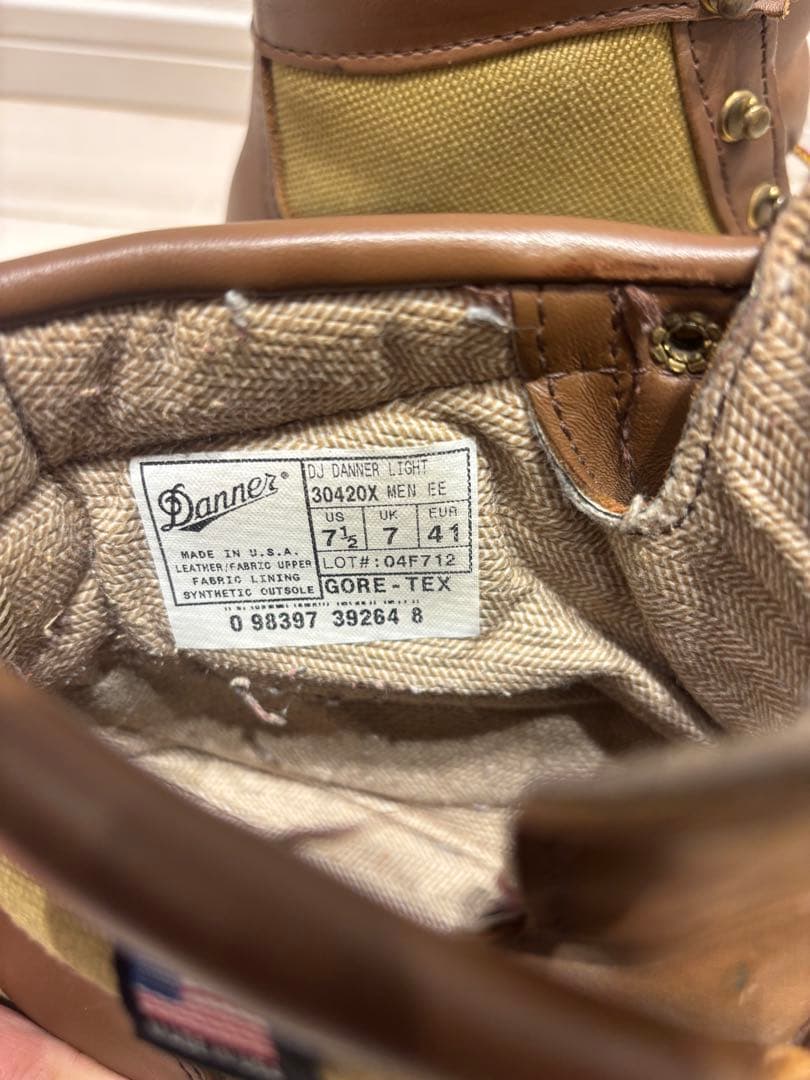 Danner®
MADE IN U.S.A.
LEATHER/FABRIC UPPER
FABRIC LINING
SYNTHETIC OUTSOLE
DJ DANNER LIGHT
30420X MEN EE
US UK EUR
7½ 7 41
LOT#:04F712
GORE-TEX
0 98397 39264 8